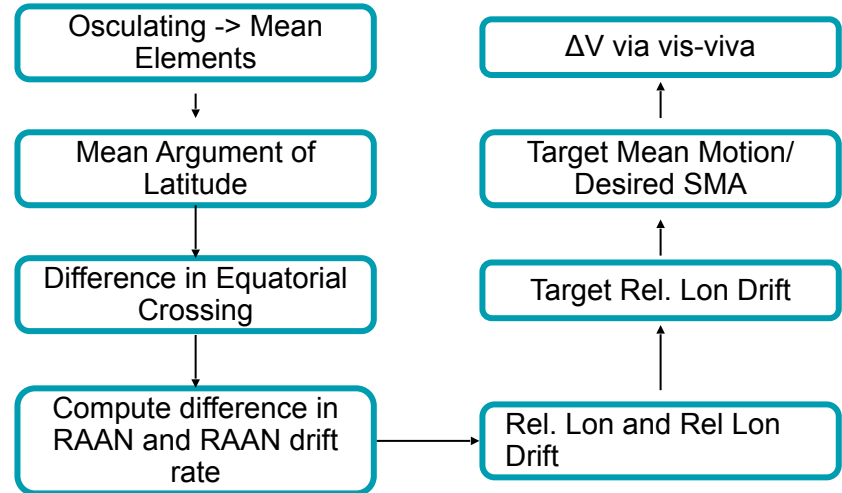 Osculating -> Mean
Elements
Mean Argument of
Latitude
Difference in Equatorial
Crossing
Compute difference in
RAAN and RAAN drift
rate
Rel. Lon and Rel Lon
Drift
Target Rel. Lon Drift
Target Mean Motion/
Desired SMA
ΔV via vis-viva